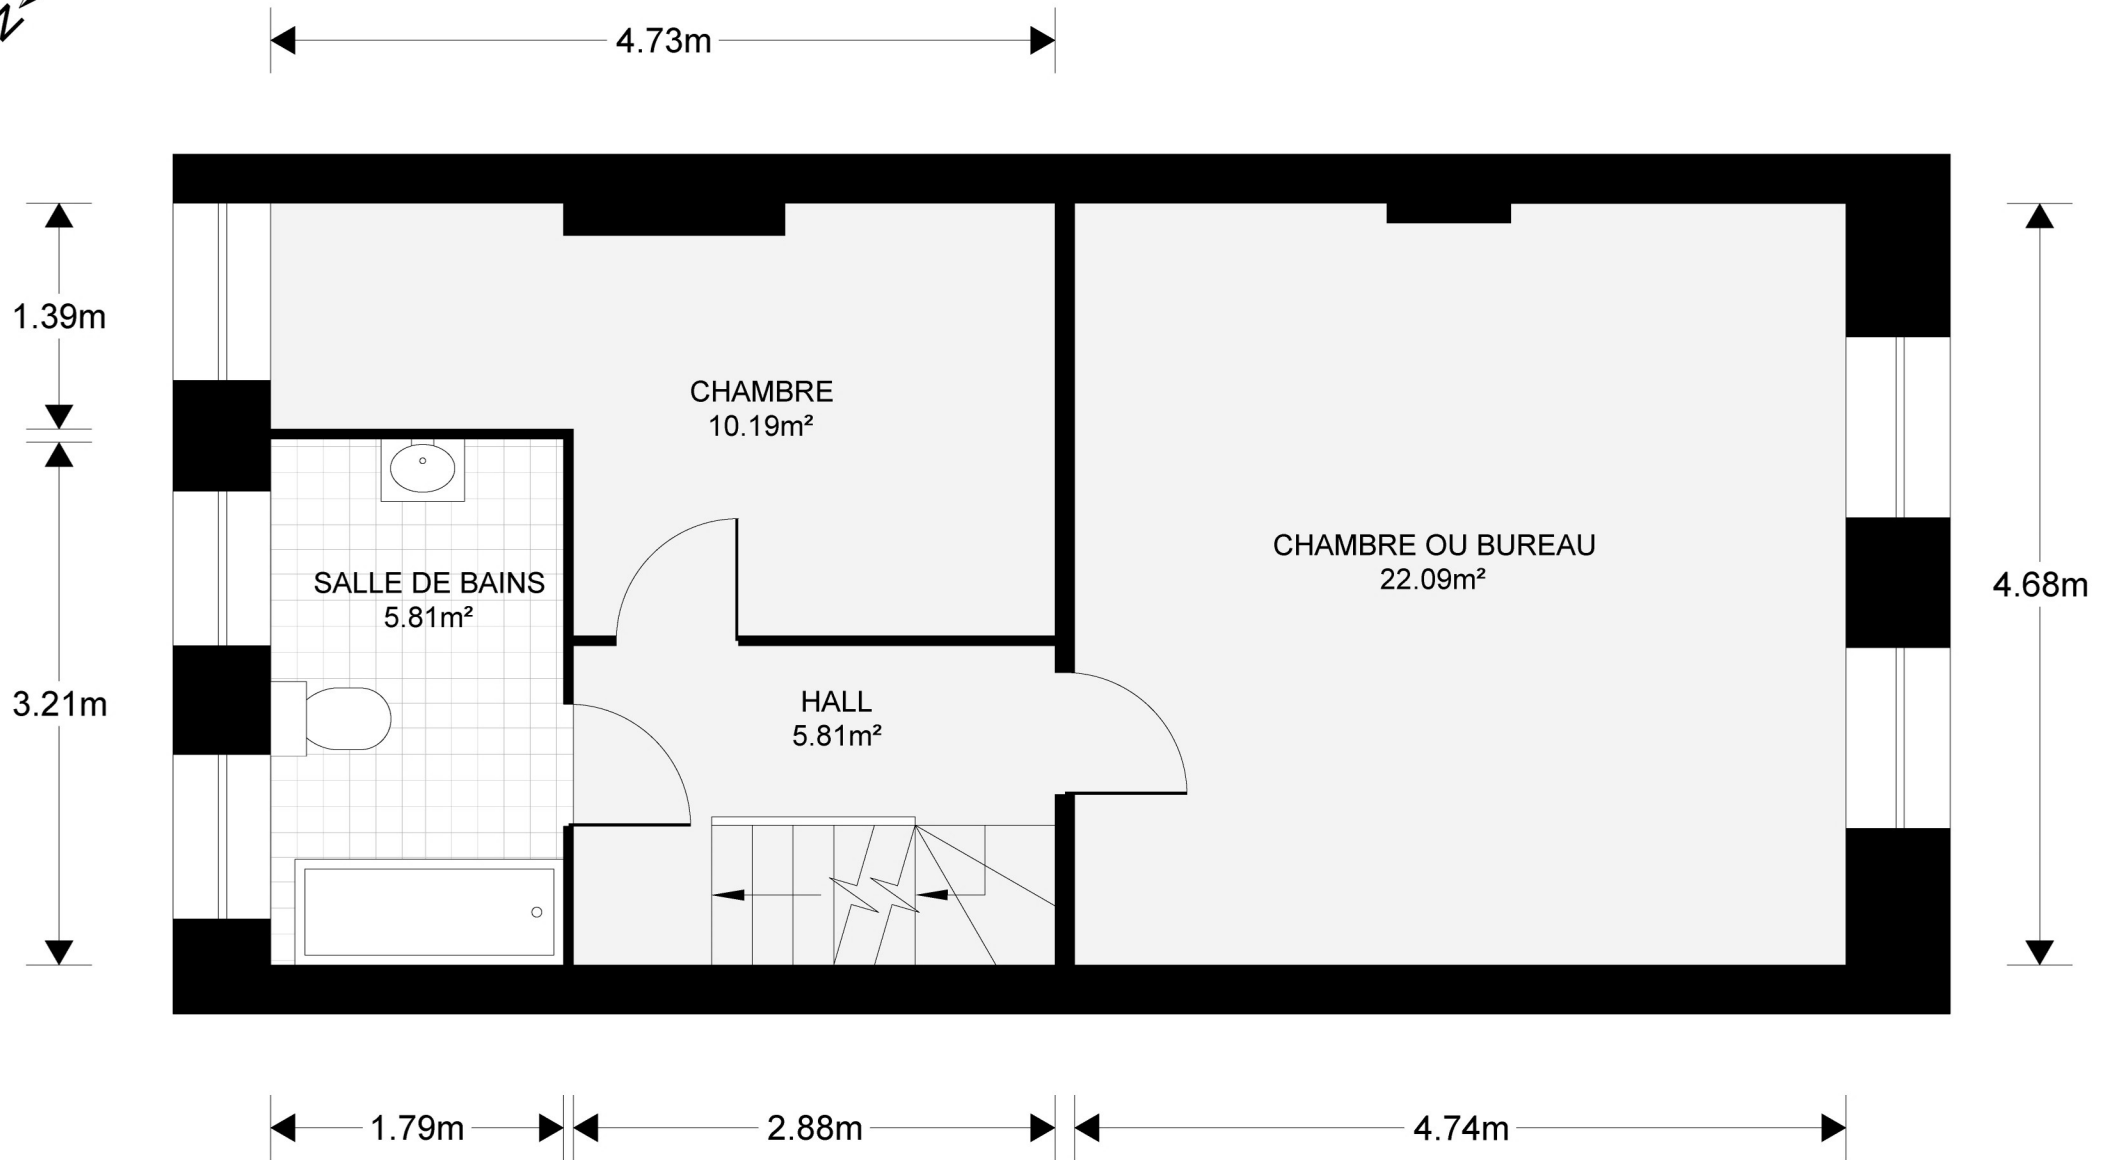 N
4.73m
1.39m
CHAMBRE
10.19m²
CHAMBRE OU BUREAU
22.09m²
4.68m
SALLE DE BAINS
5.81m²
3.21m
HALL
5.81m²
1.79m
2.88m
4.74m